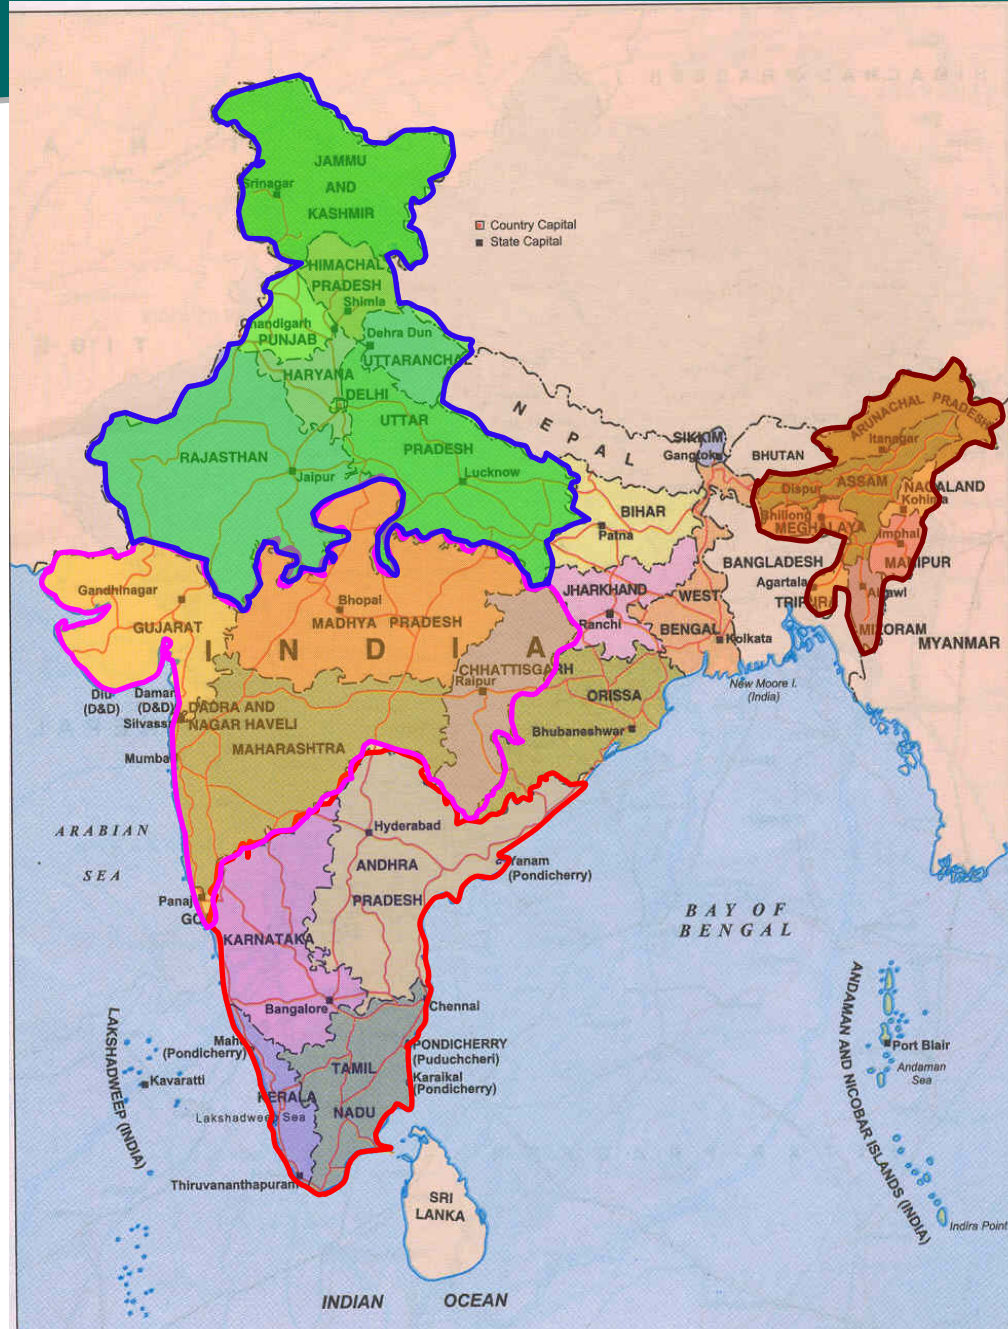 JAMMU
AND
KASHMIR
Srinagar
Country Capital
State Capital
HIMACHAL
PRADESH
Shimla
Chandigarh
PUNJAB
Dehra Dun
UTTARANCHAL
HARYANA
DELHI
UTTAR
PRADESH
RAJASTHAN
Jaipur
Lucknow
NEPAL
SIKKIM
Gangtok
BHUTAN
ARUNACHAL PRADESH
Itanagar
ASSAM
Dispur
NAGALAND
Kohima
Shillong
MEGHALAYA
Imphal
MANIPUR
BIHAR
Patna
BANGLADESH
Agartala
TRIPURA
MIZORAM
MYANMAR
Gandhinagar
GUJARAT
Bhopal
MADHYA PRADESH
JHARKHAND
Ranchi
WEST
BENGAL
Kolkata
INDIA
CHHATTISGARH
Raipur
ORISSA
Bhubaneshwar
New Moore I.
(India)
Diu
(D&D)
Daman
(D&D)
Silvassa
DADRA AND
NAGAR HAVELI
MAHARASHTRA
Mumba
ARABIAN
SEA
Hyderabad
ANDHRA
PRADESH
Yanam
(Pondicherry)
Panaj
GO
KARNATAKA
BAY OF
BENGAL
Bangalore
Chennai
Mah
(Pondicherry)
PONDICHERRY
(Puduchcheri)
Karaikal
(Pondicherry)
TAMIL
NADU
KERALA
Lakshadweep Sea
Thiruvananthapuram
LAKSHADWEEP (INDIA)
Kavaratti
ANDAMAN AND NICOBAR ISLANDS (INDIA)
Port Blair
Andaman
Sea
Indira Point
SRI
LANKA
INDIAN OCEAN